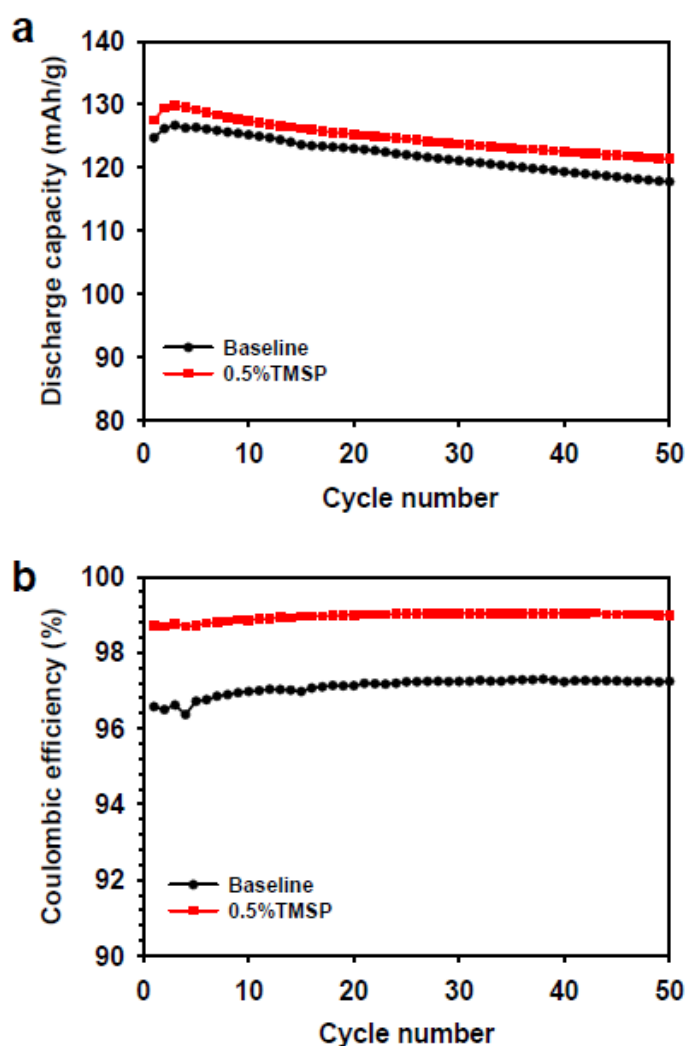 a
Discharge capacity (mAh/g)
140
130
120
110
100
90
80
Baseline
0.5%TMSP
0 10 20 30 40 50
Cycle number
b
Coulombic efficiency (%)
100
98
96
94
92
90
Baseline
0.5%TMSP
0 10 20 30 40 50
Cycle number